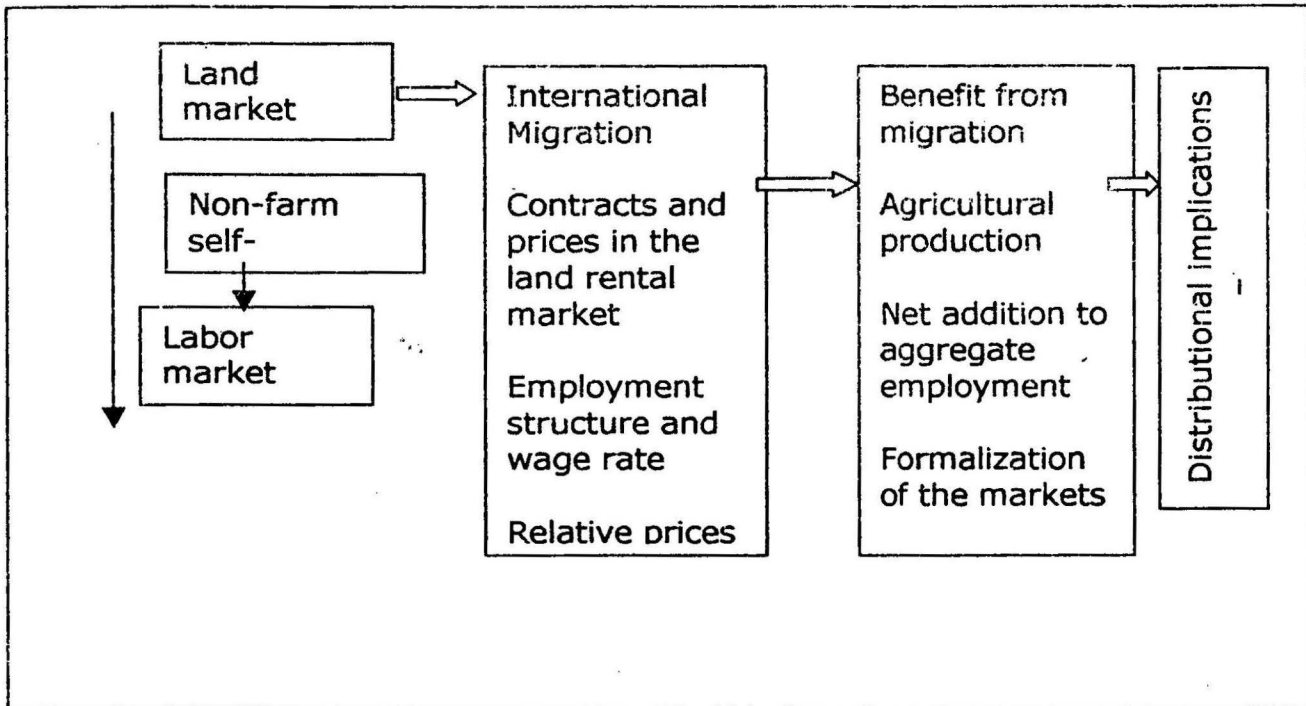 Land
market
Non-farm
self-
Labor
market
International
Migration
Contracts and
prices in the
land rental
market
Employment
structure and
wage rate
Relative prices
Benefit from
migration
Agricultural
production
Net addition to
aggregate
employment
Formalization
of the markets
Distributional implications